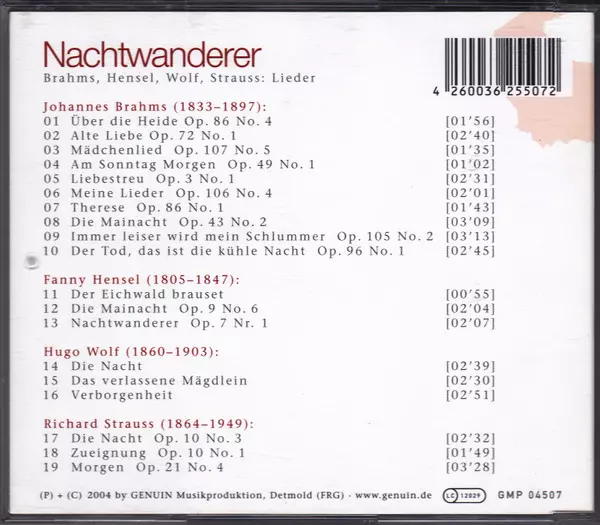 Nachtwanderer
Brahms, Hensel, Wolf, Strauss: Lieder
4 260036 255072
Johannes Brahms (1833-1897):
01 Über die Heide Op. 86 No. 4 [01'56]
02 Alte Liebe Op. 72 No. 1 [02'40]
03 Mädchenlied Op. 107 No. 5 [01'35]
04 Am Sonntag Morgen Op. 49 No. 1 [01'02]
05 Liebestreu Op. 3 No. 1 [02'31]
06 Meine Lieder Op. 106 No. 4 [02'01]
07 Therese Op. 86 No. 1 [01'43]
08 Die Mainacht Op. 43 No. 2 [03'09]
09 Immer leiser wird mein Schlummer Op. 105 No. 2 [03'13]
10 Der Tod, das ist die kühle Nacht Op. 96 No. 1 [02'45]
Fanny Hensel (1805-1847):
11 Der Eichwald brauset [00'55]
12 Die Mainacht Op. 9 No. 6 [02'04]
13 Nachtwanderer Op. 7 Nr. 1 [02'07]
Hugo Wolf (1860-1903):
14 Die Nacht [02'39]
15 Das verlassene Mägdlein [02'30]
16 Verborgenheit [02'51]
Richard Strauss (1864-1949):
17 Die Nacht Op. 10 No. 3 [02'32]
18 Zueignung Op. 10 No. 1 [01'49]
19 Morgen Op. 21 No. 4 [03'28]
(P) + (C) 2004 by GENUIN Musikproduktion, Detmold (FRG) · www.genuin.de LC 12029 GMP 04507